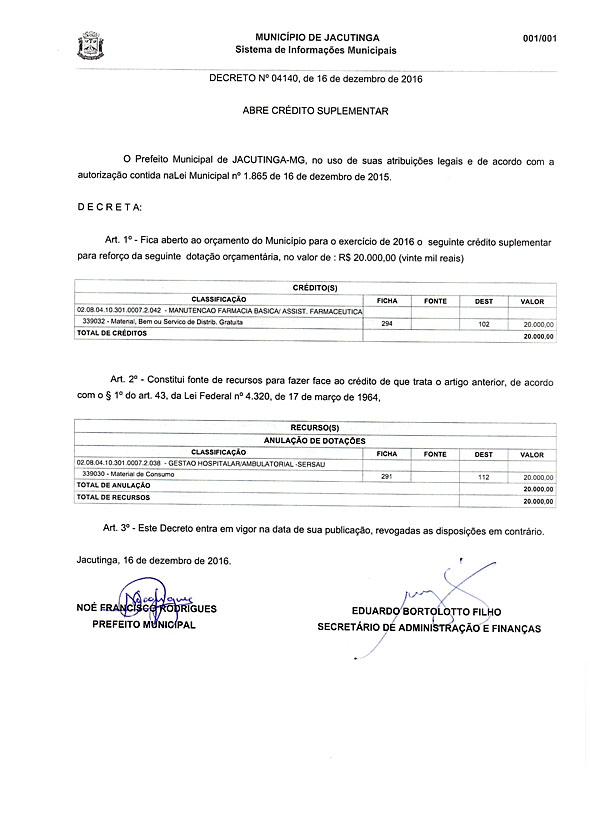 MUNICÍPIO DE JACUTINGA
001/001
Sistema de Informações Municipais
DECRETO Nº 04140, de 16 de dezembro de 2016
ABRE CRÉDITO SUPLEMENTAR
O Prefeito Municipal de JACUTINGA-MG, no uso de suas atribuições legais e de acordo com a
autorização contida naLei Municipal nº 1.865 de 16 de dezembro de 2015.
D E C R E T A:
Art. 1º - Fica aberto ao orçamento do Município para o exercício de 2016 o seguinte crédito suplementar
para reforço da seguinte dotação orçamentária, no valor de : R$ 20.000,00 (vinte mil reais)
CRÉDITO(S)
CLASSIFICAÇÃO FICHA FONTE DEST VALOR
02.08.04.10.301.0007.2.042 - MANUTENCAO FARMACIA BASICA/ ASSIST. FARMACEUTICA
339032 - Material, Bem ou Servico de Distrib. Gratuita 294 102 20.000,00
TOTAL DE CRÉDITOS 20.000,00
Art. 2º - Constitui fonte de recursos para fazer face ao crédito de que trata o artigo anterior, de acordo
com o § 1º do art. 43, da Lei Federal nº 4.320, de 17 de março de 1964,
RECURSO(S)
ANULAÇÃO DE DOTAÇÕES
CLASSIFICAÇÃO FICHA FONTE DEST VALOR
02.08.04.10.301.0007.2.038 - GESTAO HOSPITALAR/AMBULATORIAL -SERSAU
339030 - Material de Consumo 291 112 20.000,00
TOTAL DE ANULAÇÃO 20.000,00
TOTAL DE RECURSOS 20.000,00
Art. 3º - Este Decreto entra em vigor na data de sua publicação, revogadas as disposições em contrário.
Jacutinga, 16 de dezembro de 2016.
NOÉ FRANCISCO RODRIGUES
PREFEITO MUNICIPAL
EDUARDO BORTOLOTTO FILHO
SECRETÁRIO DE ADMINISTRAÇÃO E FINANÇAS